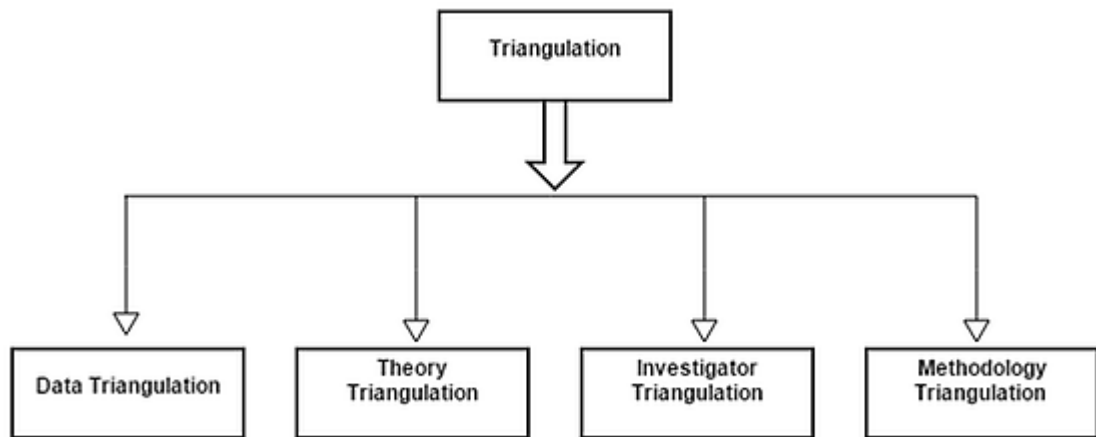 Triangulation
Data Triangulation
Theory
Triangulation
Investigator
Triangulation
Methodology
Triangulation